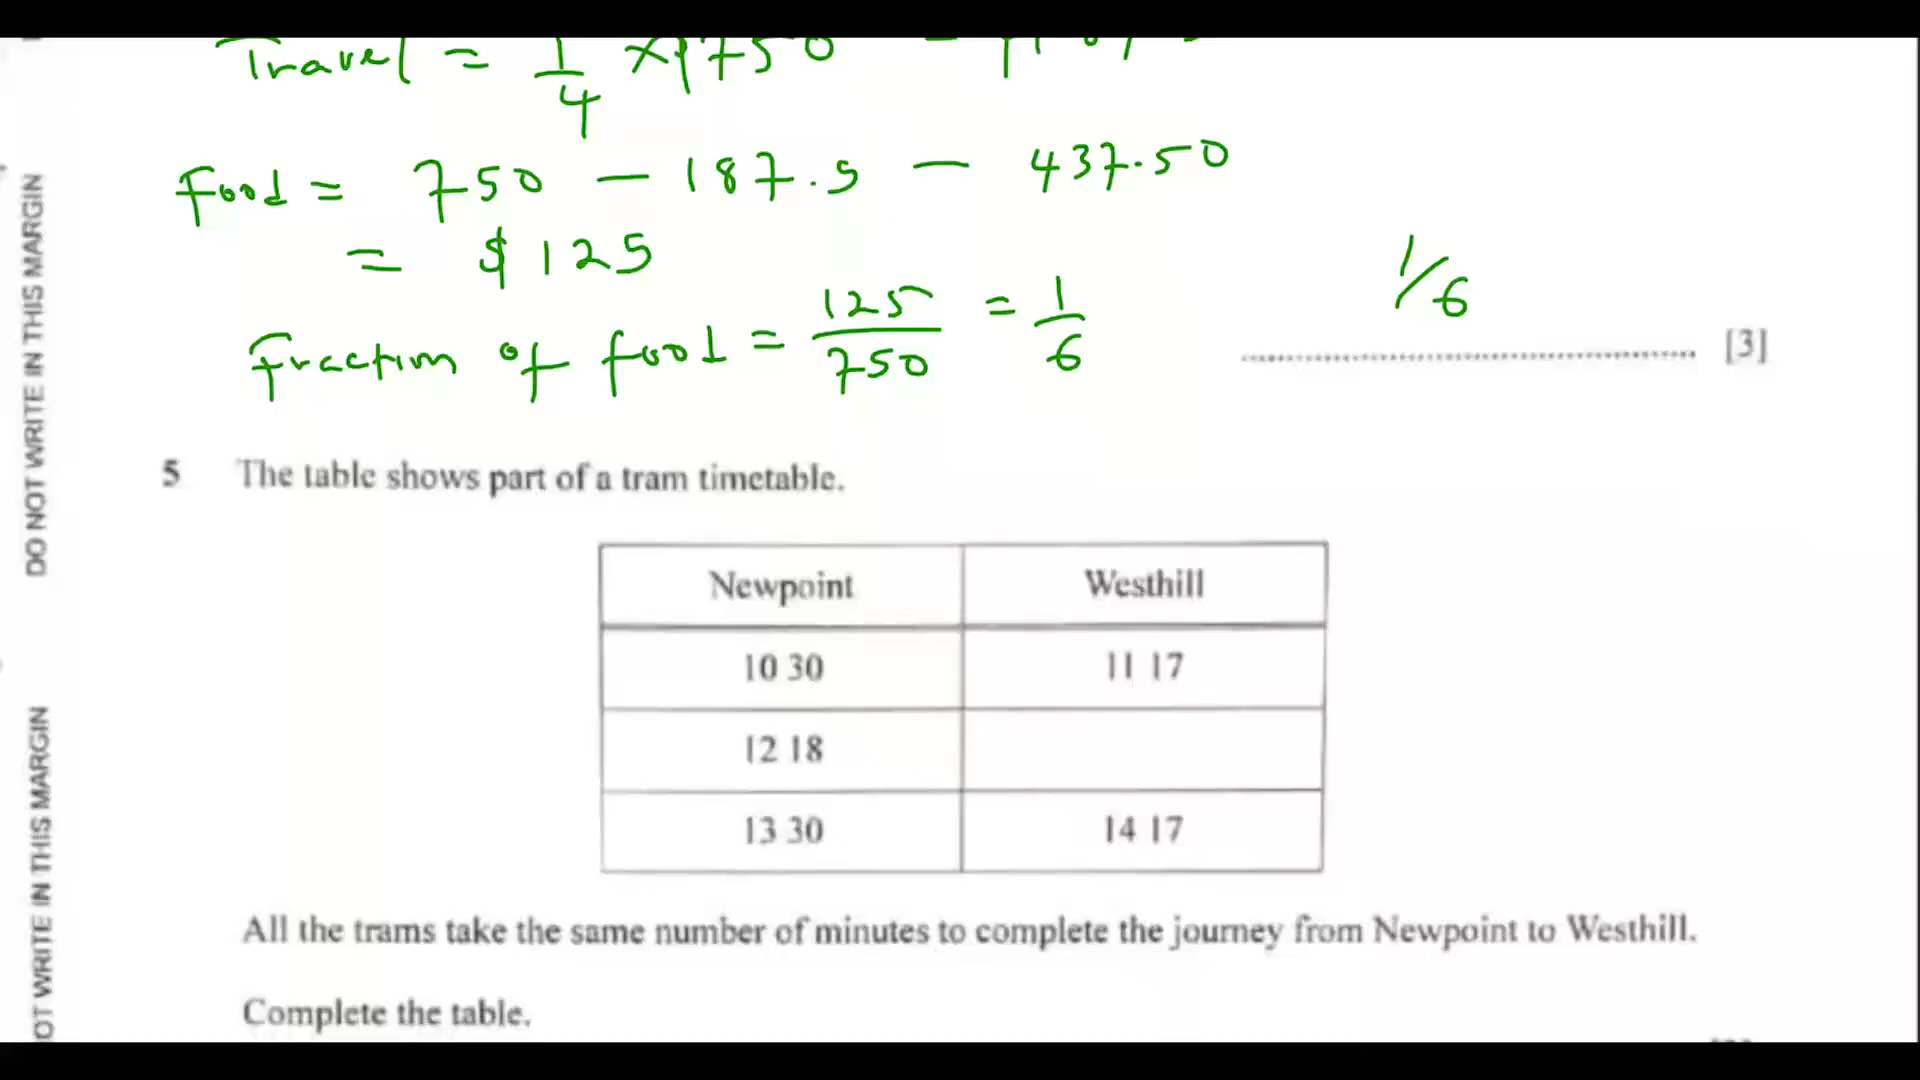 Travel = 1/4 × 750
Food = 750 - 187.5 - 437.50
= $125
Fraction of food = 125/750 = 1/6
1/6
[3]
5 The table shows part of a tram timetable.
Newpoint Westhill
10 30 11 17
12 18
13 30 14 17
All the trams take the same number of minutes to complete the journey from Newpoint to Westhill.
Complete the table.
DO NOT WRITE IN THIS MARGIN
OT WRITE IN THIS MARGIN